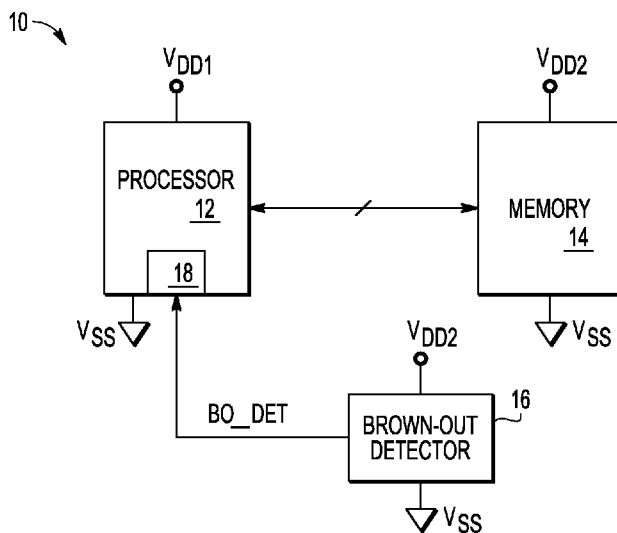 10
VDD1
VDD2
PROCESSOR
12
MEMORY
14
18
VSS
VSS
VDD2
BO_DET
BROWN-OUT
DETECTOR
16
VSS